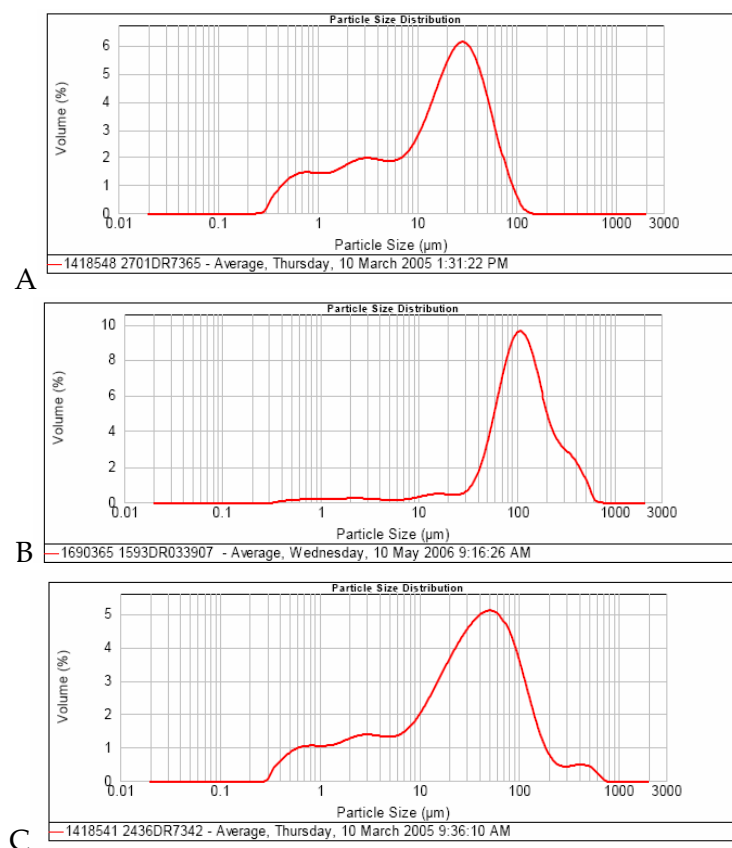 Particle Size Distribution
6
5
4
3
2
1
0
Volume (%)
0.01 0.1 1 10 100 1000 3000
Particle Size (µm)
1418548 2701DR7365 - Average, Thursday, 10 March 2005 1:31:22 PM
A
Particle Size Distribution
10
8
6
4
2
0
Volume (%)
0.01 0.1 1 10 100 1000 3000
Particle Size (µm)
1690365 1593DR033907 - Average, Wednesday, 10 May 2006 9:16:26 AM
B
Particle Size Distribution
5
4
3
2
1
0
Volume (%)
0.01 0.1 1 10 100 1000 3000
Particle Size (µm)
1418541 2436DR7342 - Average, Thursday, 10 March 2005 9:36:10 AM
C